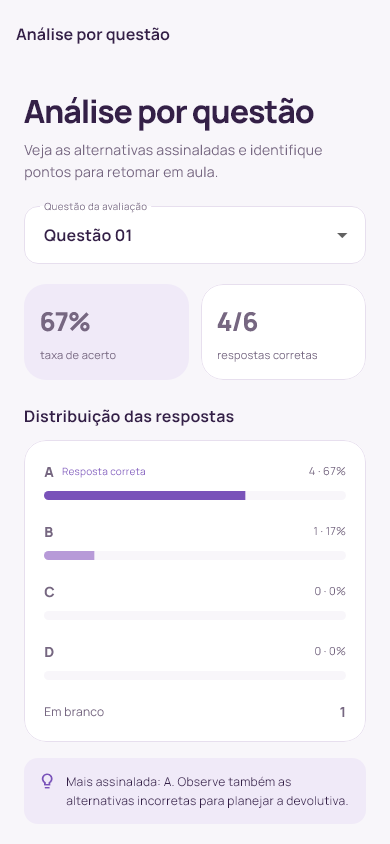 Análise por questão
Análise por questão
Veja as alternativas assinaladas e identifique
pontos para retomar em aula.
Questão da avaliação
Questão 01
67%
taxa de acerto
4/6
respostas corretas
Distribuição das respostas
A Resposta correta 4 · 67%
B 1 · 17%
C 0 · 0%
D 0 · 0%
Em branco 1
Mais assinalada: A. Observe também as
alternativas incorretas para planejar a devolutiva.